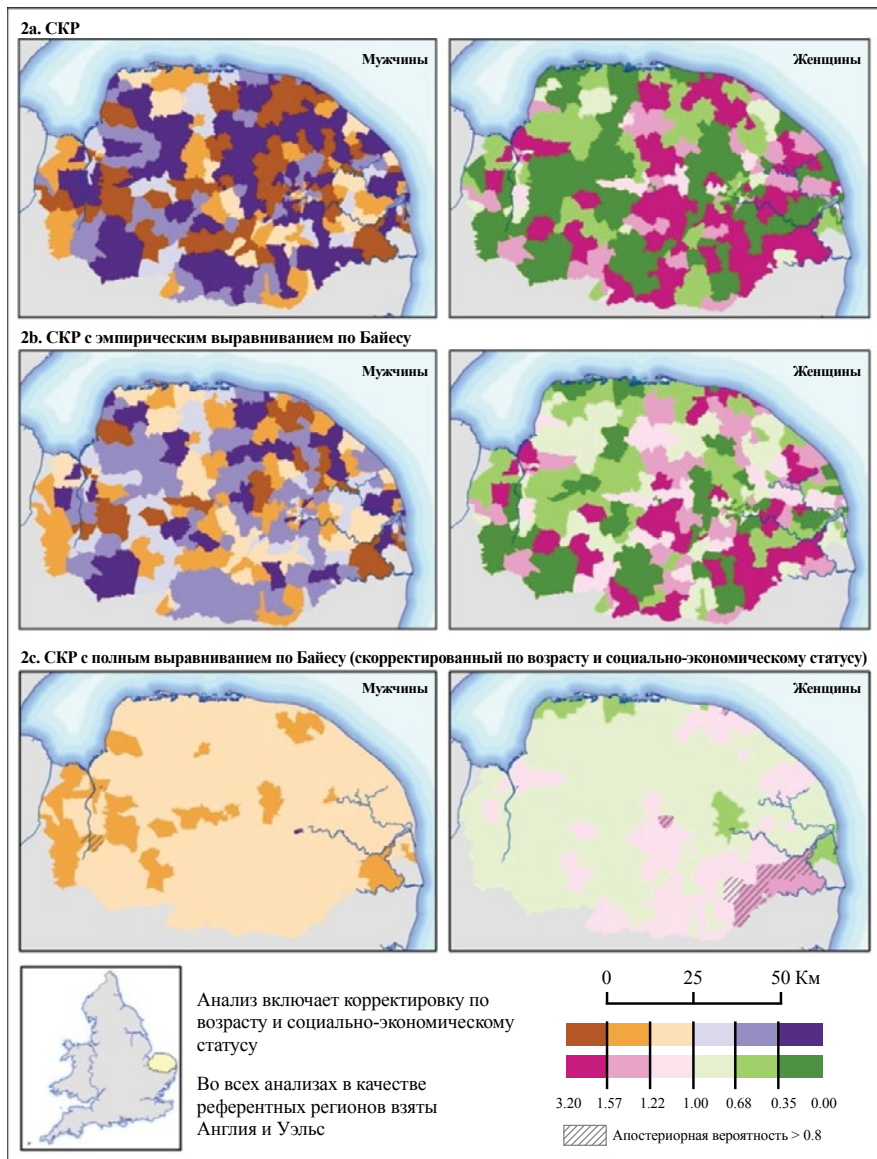 2a. СКР
Мужчины
Женщины
2b. СКР с эмпирическим выравниванием по Байесу
Мужчины
Женщины
2c. СКР с полным выравниванием по Байесу (скорректированный по возрасту и социально-экономическому статусу)
Мужчины
Женщины
Анализ включает корректировку по
возрасту и социально-экономическому
статусу
Во всех анализах в качестве
референтных регионов взяты
Англия и Уэльс
0 25 50 Км
3.20 1.57 1.22 1.00 0.68 0.35 0.00
Апостериорная вероятность > 0.8